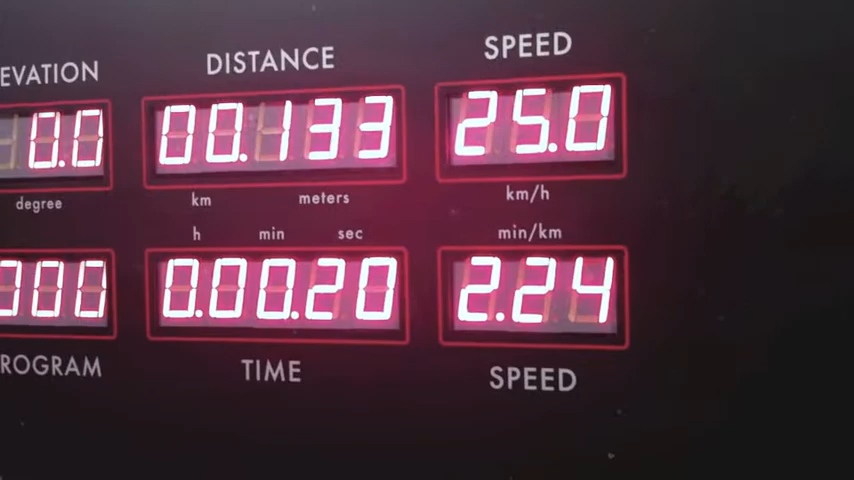 EVATION DISTANCE SPEED
0.0 00.133 25.0
degree km meters km/h
h min sec min/km
000 0.00.20 2.24
ROGRAM TIME SPEED